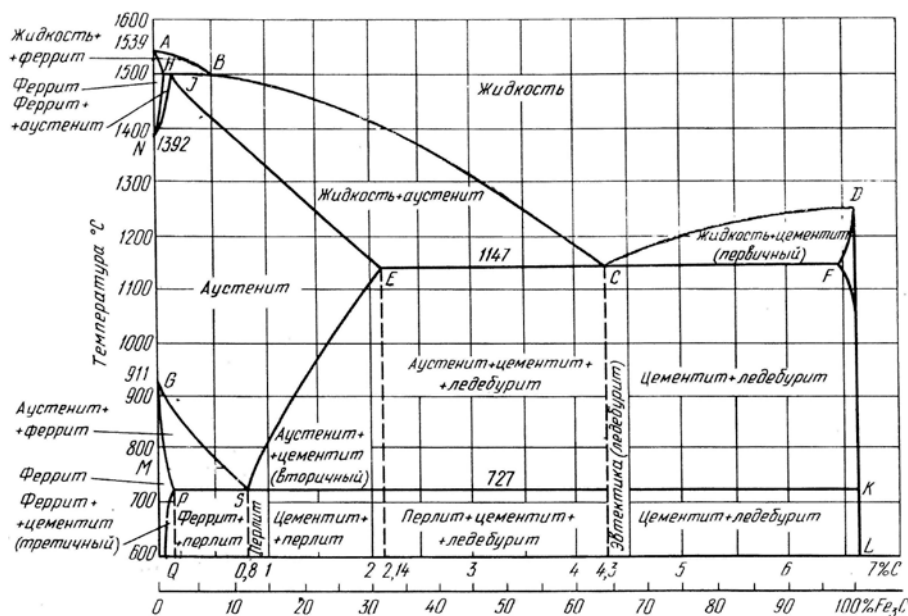 1600
1539
A
Жидкость+
+феррит
H
J
B
1500
Феррит
Феррит+
+аустенит
Жидкость
1400
N
1392
1300
Жидкость+аустенит
D
1200
Жидкость+цементит
(первичный)
1147
E
C
F
1100
Аустенит
Температура °С
1000
Аустенит+цементит+
+ледебурит
Цементит+ледебурит
911
G
900
Аустенит+
+феррит
Аустенит+
+цементит
(вторичный)
Эвтектика(ледебурит)
800
M
727
Феррит
P
S
K
700
Феррит+
+цементит
(третичный)
Феррит+
+перлит
Перлит
Цементит+
+перлит
Перлит+цементит+
+ледебурит
Цементит+ледебурит
600
L
Q 0,8 1 2 2,14 3 4 4,3 5 6 7%C
0 10 20 30 40 50 60 70 80 90 100 %Fe3C